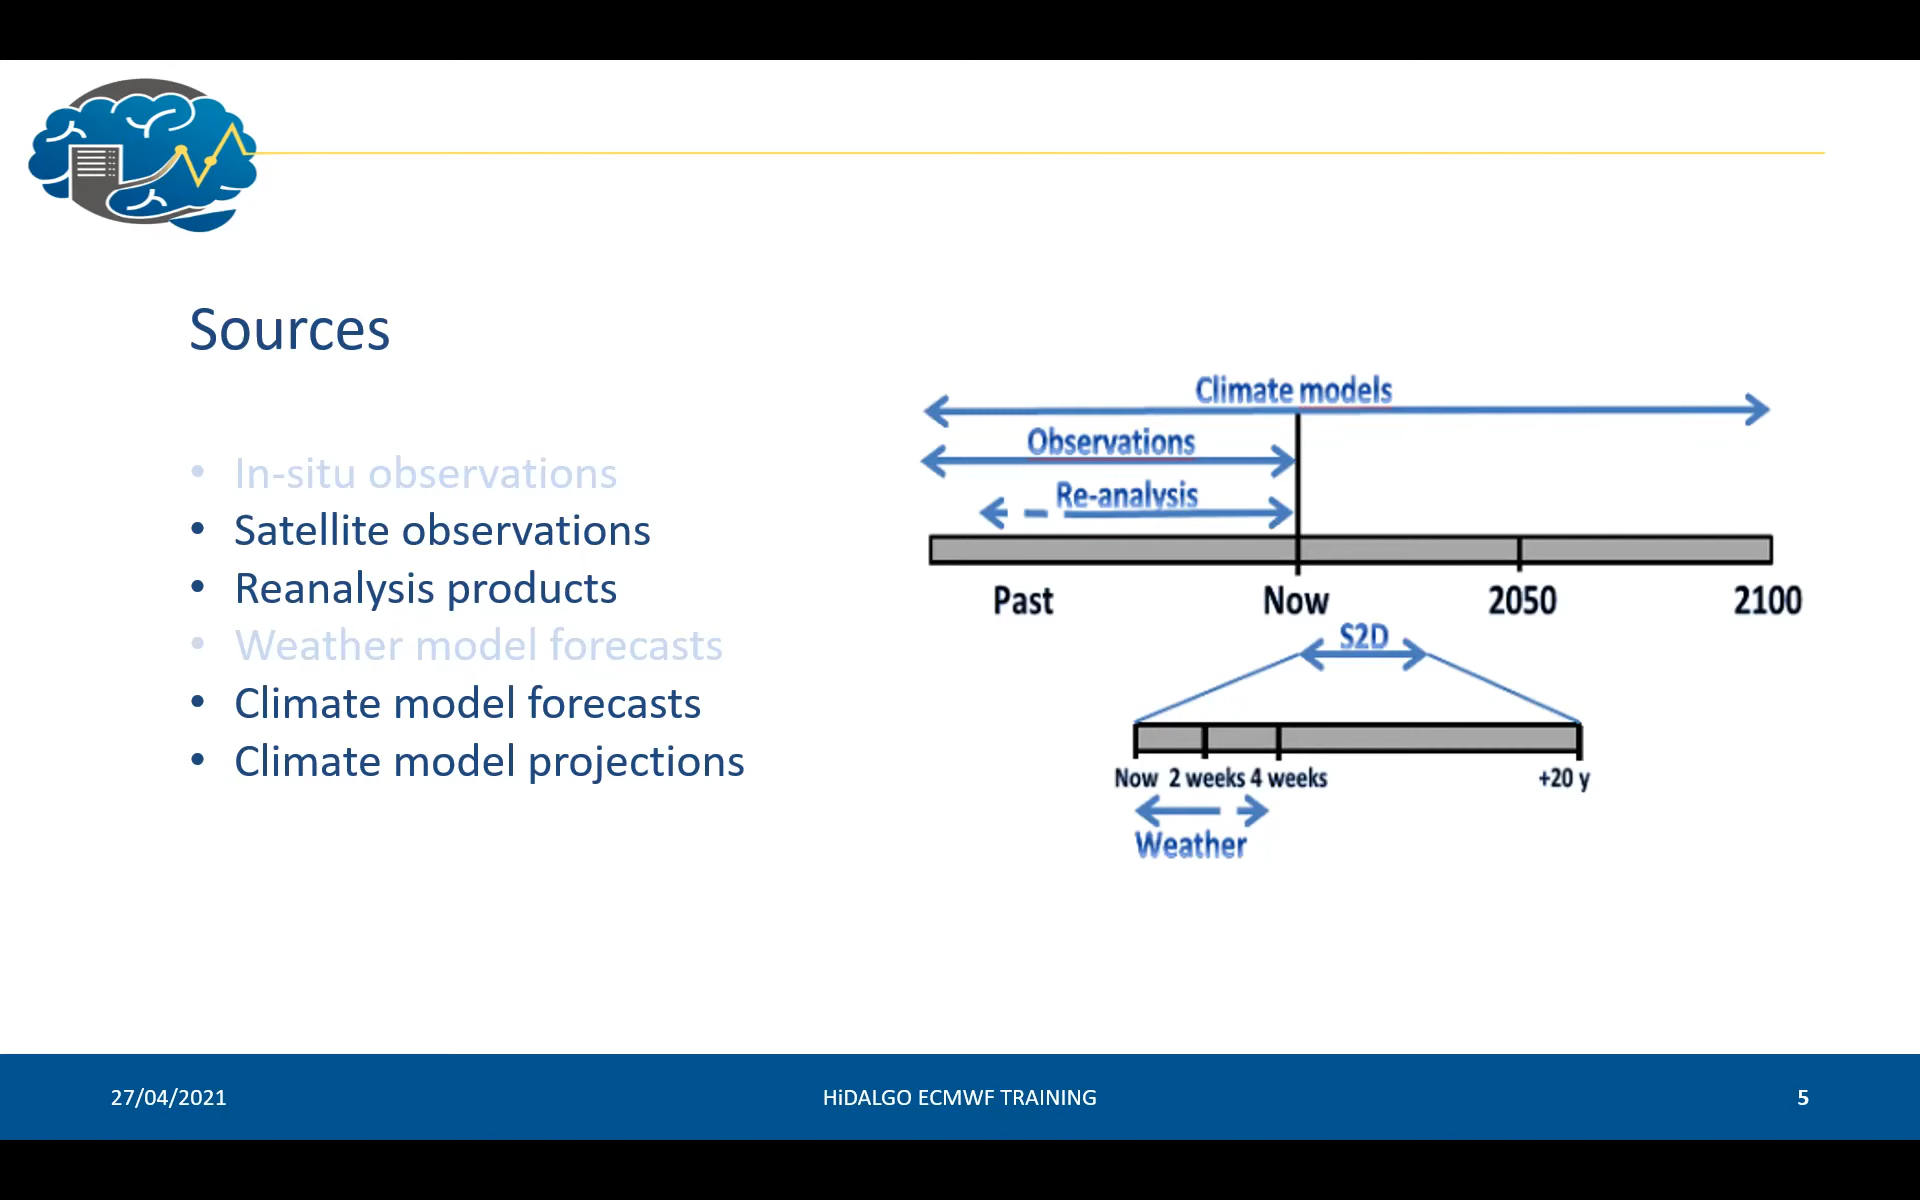 Sources
• In-situ observations
• Satellite observations
• Reanalysis products
• Weather model forecasts
• Climate model forecasts
• Climate model projections
Climate models
Observations
Re-analysis
Past Now 2050 2100
S2D
Now 2 weeks 4 weeks +20 y
Weather
27/04/2021 HiDALGO ECMWF TRAINING 5